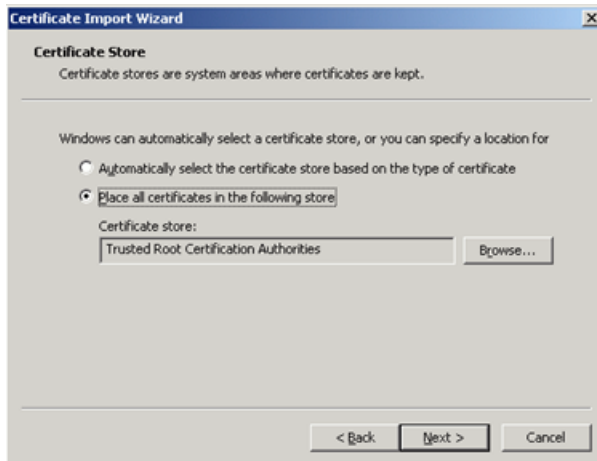 Certificate Import Wizard
Certificate Store
Certificate stores are system areas where certificates are kept.
Windows can automatically select a certificate store, or you can specify a location for
Automatically select the certificate store based on the type of certificate
Place all certificates in the following store
Certificate store:
Trusted Root Certification Authorities
Browse...
< Back
Next >
Cancel